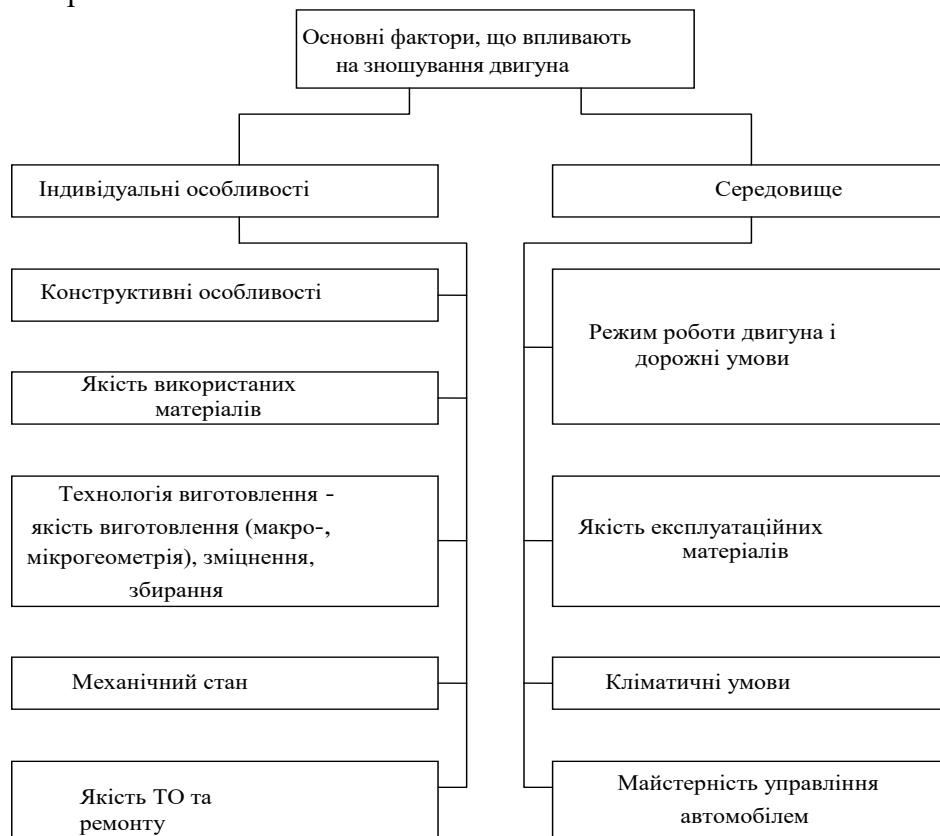 Основні фактори, що впливають
на зношування двигуна
Індивідуальні особливості
Середовище
Конструктивні особливості
Якість використаних
матеріалів
Технологія виготовлення -
якість виготовлення (макро-,
мікрогеометрія), зміцнення,
збирання
Механічний стан
Якість ТО та
ремонту
Режим роботи двигуна і
дорожні умови
Якість експлуатаційних
матеріалів
Кліматичні умови
Майстерність управління
автомобілем